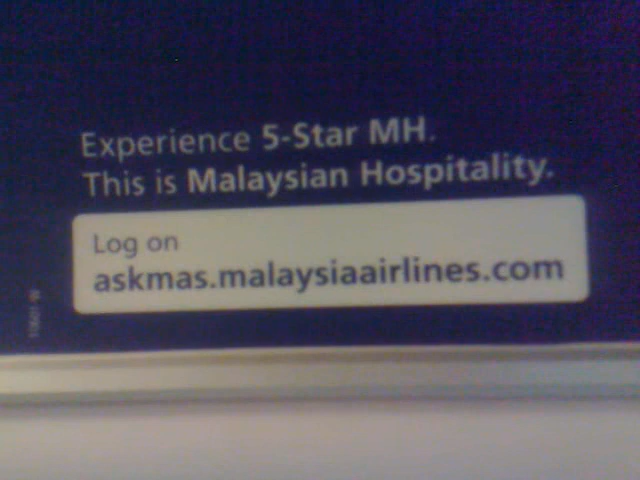 Experience 5-Star MH.
This is Malaysian Hospitality.
Log on
askmas.malaysiaairlines.com